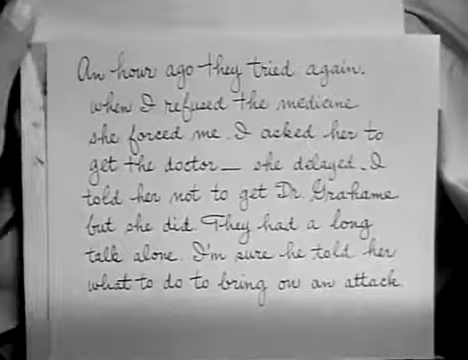 An hour ago they tried again.
when I refused the medicine
she forced me. I asked her to
get the doctor — she delayed. I
told her not to get Dr. Grahame
but she did. They had a long
talk alone. I'm sure he told her
what to do to bring on an attack.